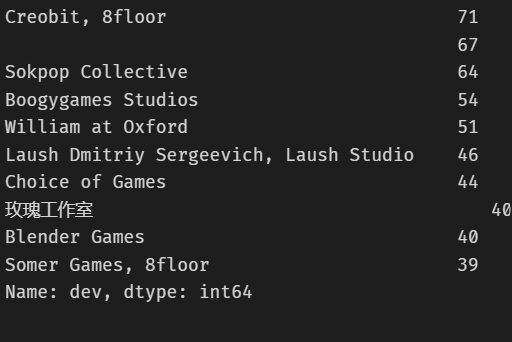 Creobit, 8floor 71
67
Sokpop Collective 64
Boogygames Studios 54
William at Oxford 51
Laush Dmitriy Sergeevich, Laush Studio 46
Choice of Games 44
玫瑰工作室 40
Blender Games 40
Somer Games, 8floor 39
Name: dev, dtype: int64